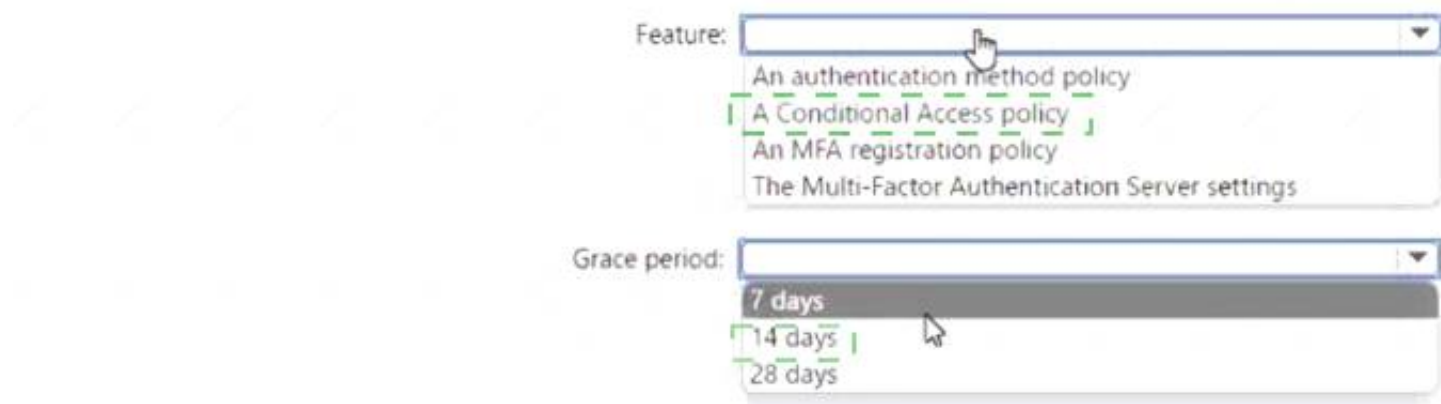 Feature:
An authentication method policy
A Conditional Access policy
An MFA registration policy
The Multi-Factor Authentication Server settings
Grace period:
7 days
14 days
28 days